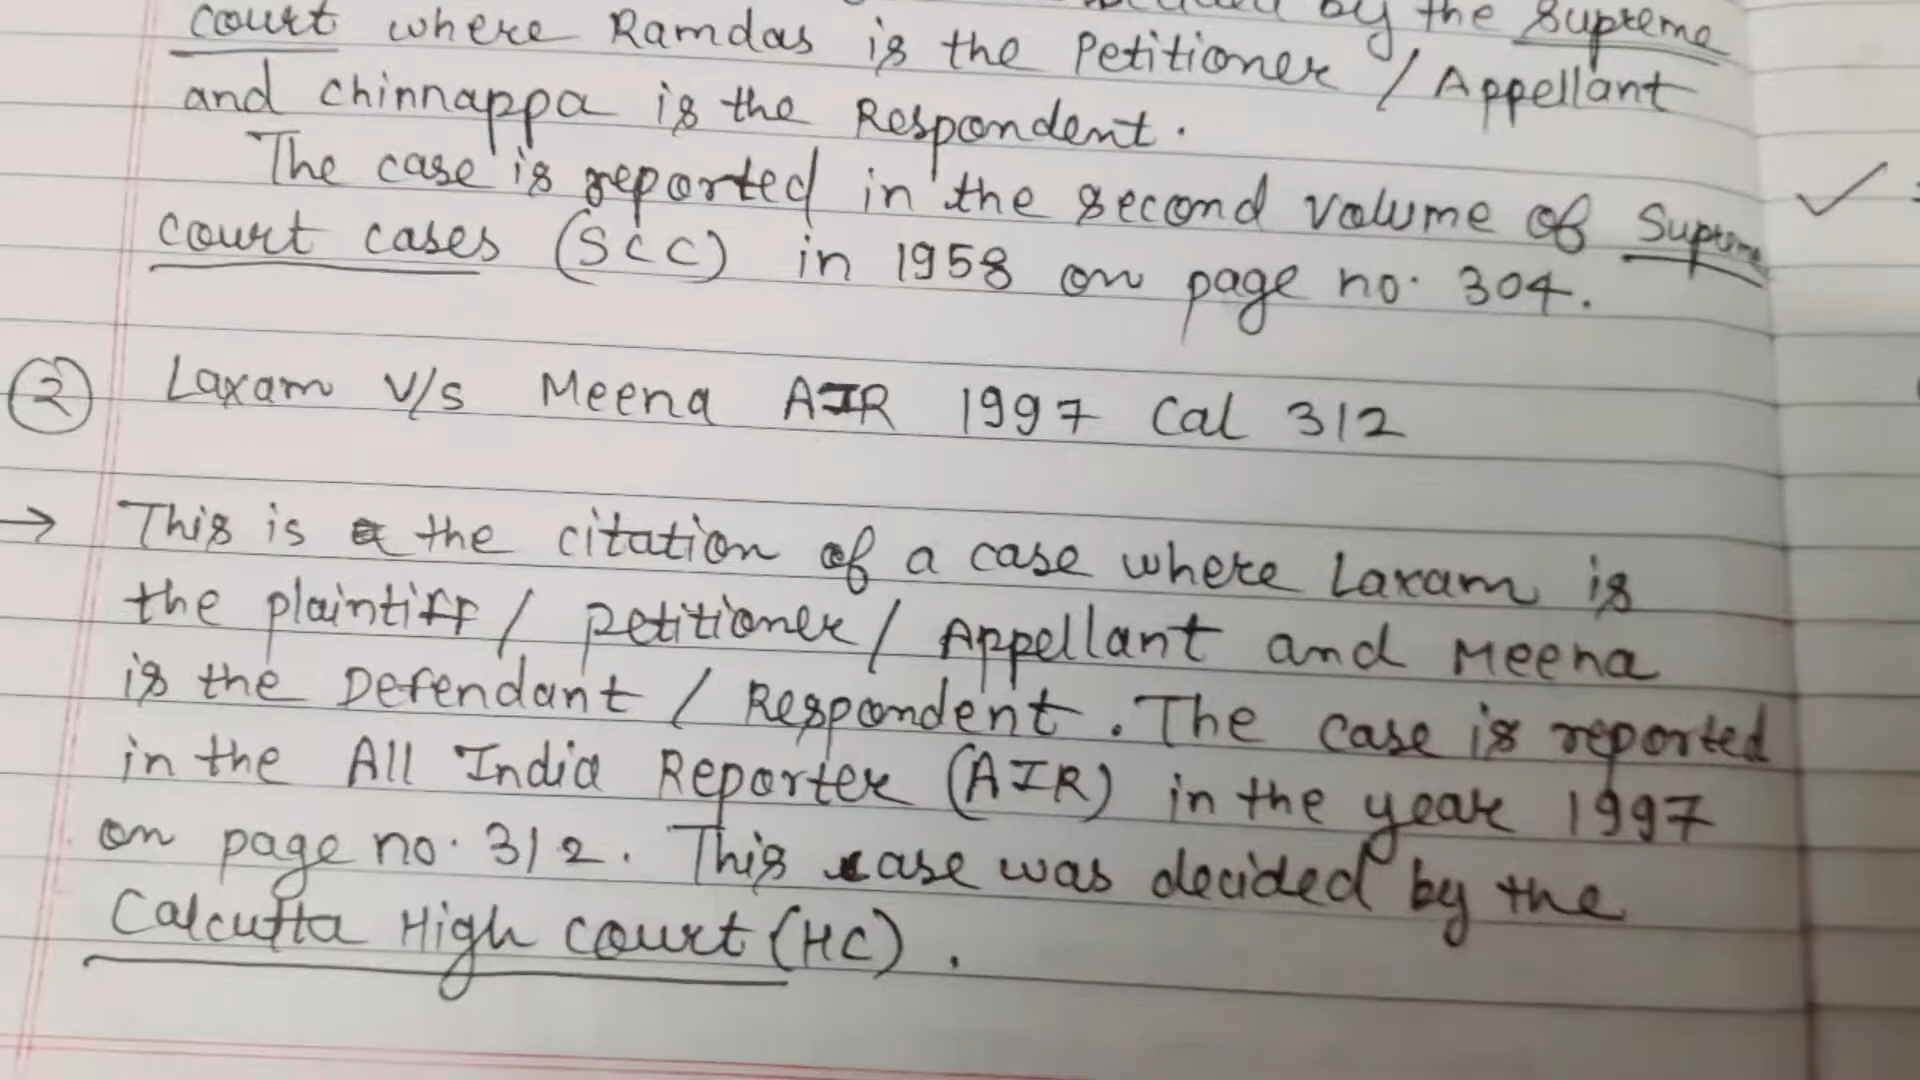 by the Supreme
court where Ramdas is the Petitioner / Appellant
and chinnappa is the Respondent.
The case is reported in the second volume of Supreme
court cases (SCC) in 1958 on page no. 304.
2 Laxam v/s Meena AIR 1997 Cal 312
→ This is the citation of a case where Laxam is
the plaintiff / petitioner / Appellant and Meena
is the Defendant / Respondent. The case is reported
in the All India Reporter (AIR) in the year 1997
on page no. 312. This case was decided by the
Calcutta High court (HC).